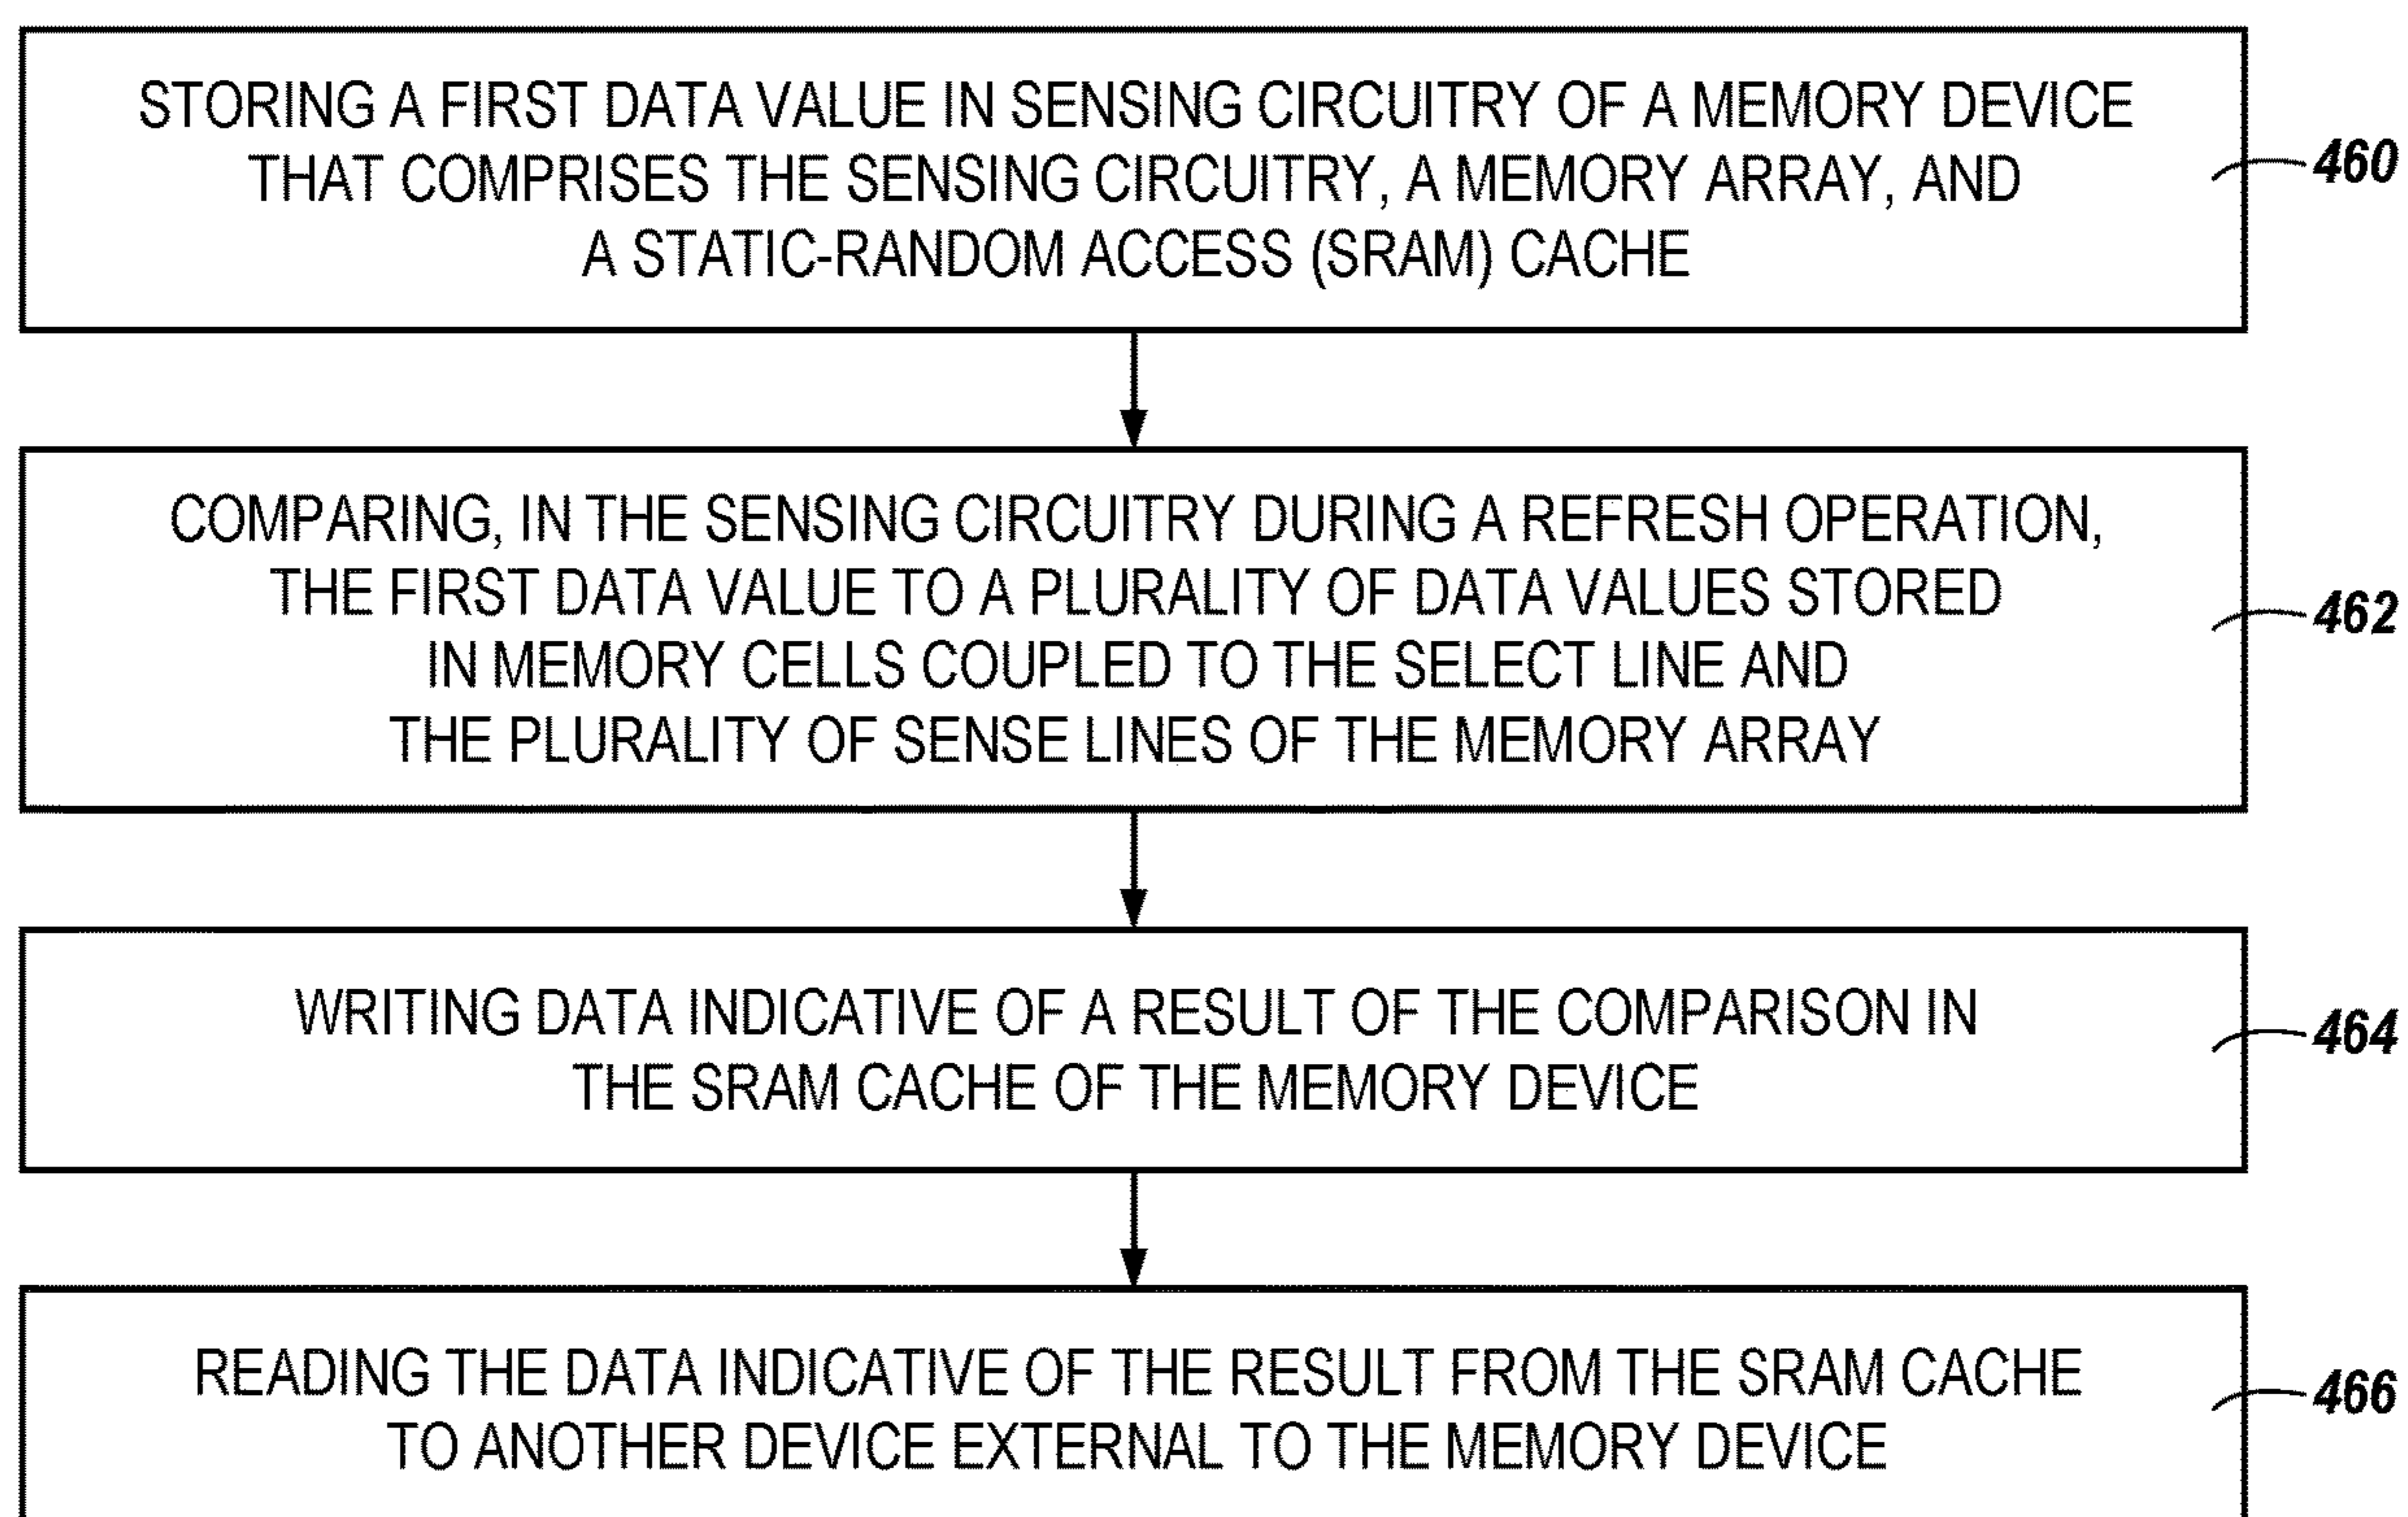 STORING A FIRST DATA VALUE IN SENSING CIRCUITRY OF A MEMORY DEVICE
THAT COMPRISES THE SENSING CIRCUITRY, A MEMORY ARRAY, AND
A STATIC-RANDOM ACCESS (SRAM) CACHE
460
COMPARING, IN THE SENSING CIRCUITRY DURING A REFRESH OPERATION,
THE FIRST DATA VALUE TO A PLURALITY OF DATA VALUES STORED
IN MEMORY CELLS COUPLED TO THE SELECT LINE AND
THE PLURALITY OF SENSE LINES OF THE MEMORY ARRAY
462
WRITING DATA INDICATIVE OF A RESULT OF THE COMPARISON IN
THE SRAM CACHE OF THE MEMORY DEVICE
464
READING THE DATA INDICATIVE OF THE RESULT FROM THE SRAM CACHE
TO ANOTHER DEVICE EXTERNAL TO THE MEMORY DEVICE
466